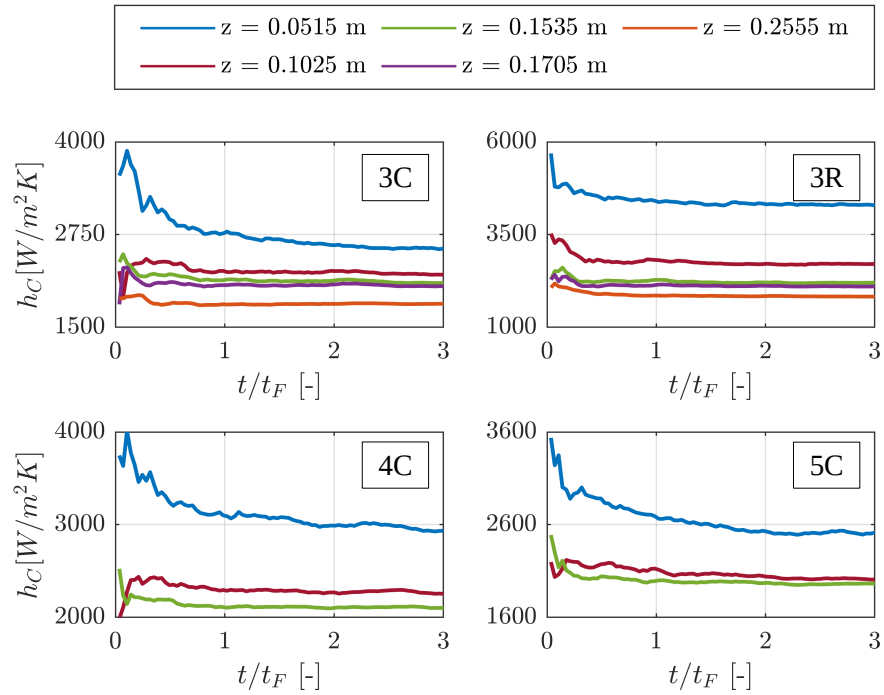 z = 0.0515 m z = 0.1535 m z = 0.2555 m
z = 0.1025 m z = 0.1705 m
4000
2750
1500
h_C [W/m^2K]
3C
0 1 2 3
t/t_F [-]
6000
3500
1000
h_C [W/m^2K]
3R
0 1 2 3
t/t_F [-]
4000
3000
2000
h_C [W/m^2K]
4C
0 1 2 3
t/t_F [-]
3600
2600
1600
5C
0 1 2 3
t/t_F [-]